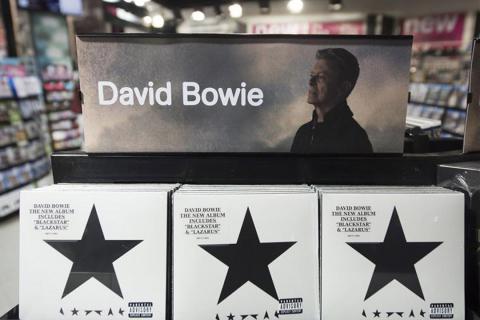 new
David Bowie
DAVID BOWIE
THE NEW ALBUM
INCLUDES
"BLACKSTAR"
& "LAZARUS"
PARENTAL
ADVISORY
EXPLICIT CONTENT
DAVID BOWIE
THE NEW ALBUM
INCLUDES
"BLACKSTAR"
& "LAZARUS"
PARENTAL
ADVISORY
EXPLICIT CONTENT
DAVID BOWIE
THE NEW ALBUM
INCLUDES
"BLACKSTAR"
& "LAZARUS"
PARENTAL
ADVISORY
EXPLICIT CONTENT